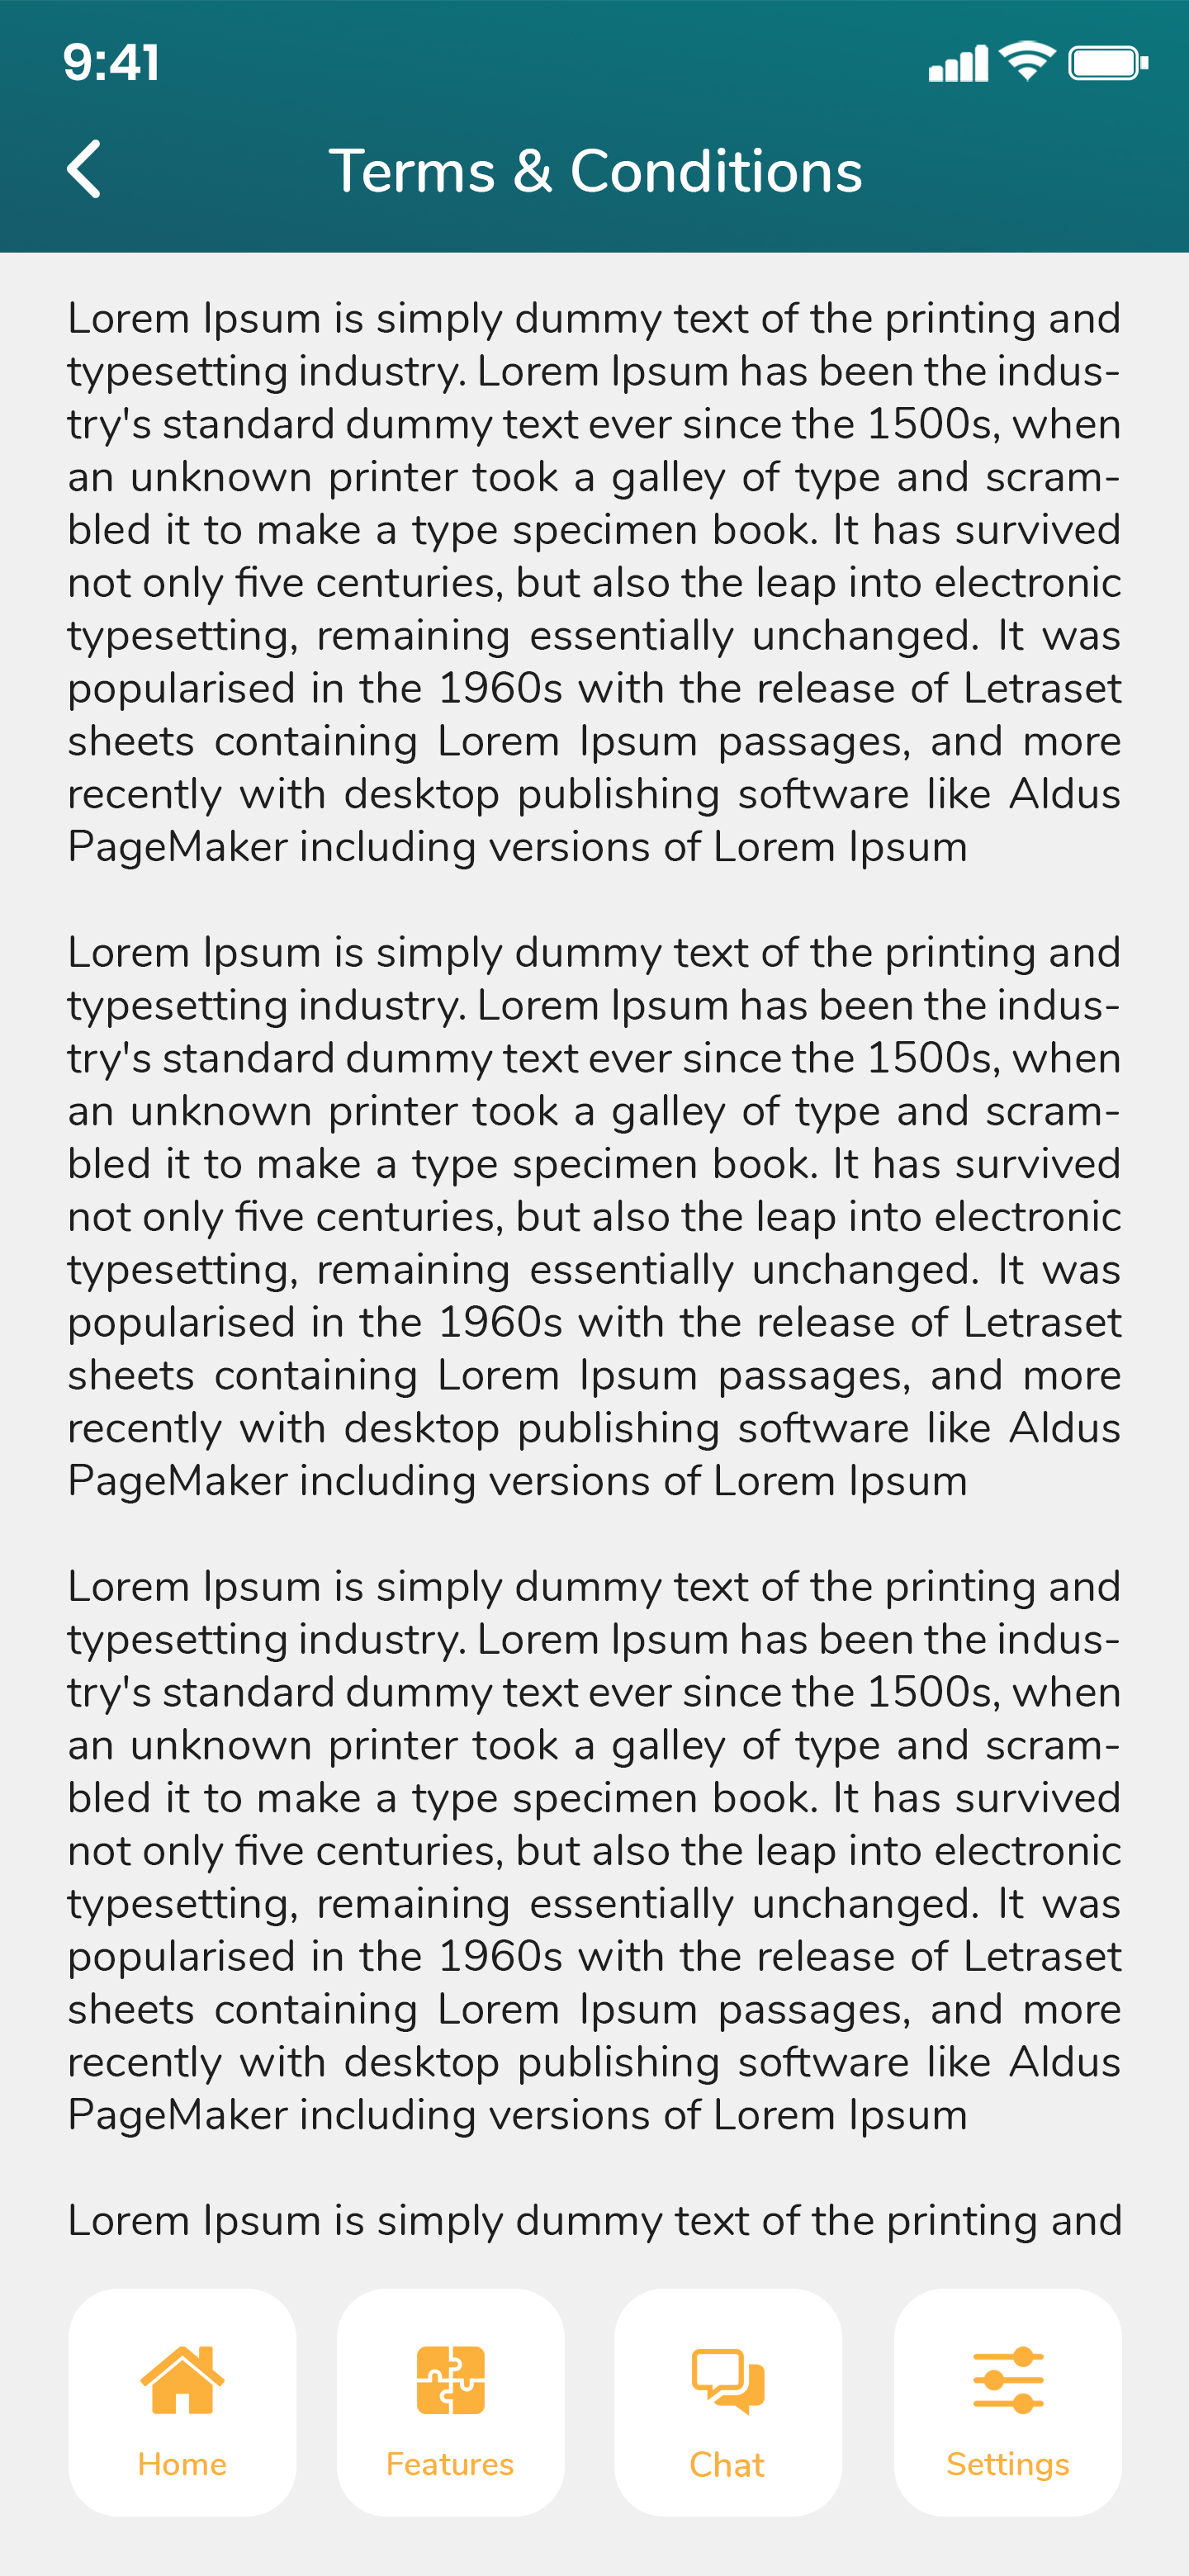 9:41
Terms & Conditions
Lorem Ipsum is simply dummy text of the printing and
typesetting industry. Lorem Ipsum has been the indus-
try's standard dummy text ever since the 1500s, when
an unknown printer took a galley of type and scram-
bled it to make a type specimen book. It has survived
not only five centuries, but also the leap into electronic
typesetting, remaining essentially unchanged. It was
popularised in the 1960s with the release of Letraset
sheets containing Lorem Ipsum passages, and more
recently with desktop publishing software like Aldus
PageMaker including versions of Lorem Ipsum
Lorem Ipsum is simply dummy text of the printing and
typesetting industry. Lorem Ipsum has been the indus-
try's standard dummy text ever since the 1500s, when
an unknown printer took a galley of type and scram-
bled it to make a type specimen book. It has survived
not only five centuries, but also the leap into electronic
typesetting, remaining essentially unchanged. It was
popularised in the 1960s with the release of Letraset
sheets containing Lorem Ipsum passages, and more
recently with desktop publishing software like Aldus
PageMaker including versions of Lorem Ipsum
Lorem Ipsum is simply dummy text of the printing and
typesetting industry. Lorem Ipsum has been the indus-
try's standard dummy text ever since the 1500s, when
an unknown printer took a galley of type and scram-
bled it to make a type specimen book. It has survived
not only five centuries, but also the leap into electronic
typesetting, remaining essentially unchanged. It was
popularised in the 1960s with the release of Letraset
sheets containing Lorem Ipsum passages, and more
recently with desktop publishing software like Aldus
PageMaker including versions of Lorem Ipsum
Lorem Ipsum is simply dummy text of the printing and
Home
Features
Chat
Settings